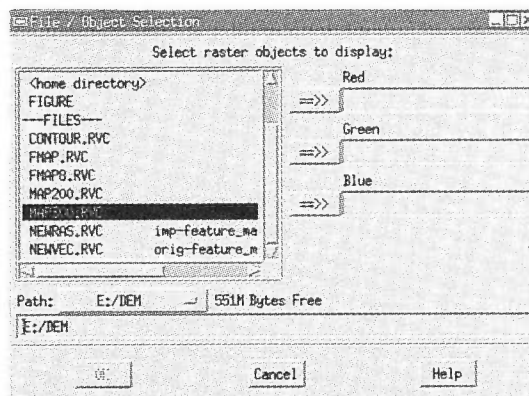 File / Object Selection
Select raster objects to display:
<home directory>
FIGURE
---FILES---
CONTOUR.RVC
FMAP.RVC
FMAP8.RVC
MAP200.RVC
NEWRAS.RVC imp-feature_ma
NEWVEC.RVC orig-feature_m
Red
==>>
Green
==>>
Blue
==>>
Path: E:/DEM 551M Bytes Free
E:/DEM
OK Cancel Help